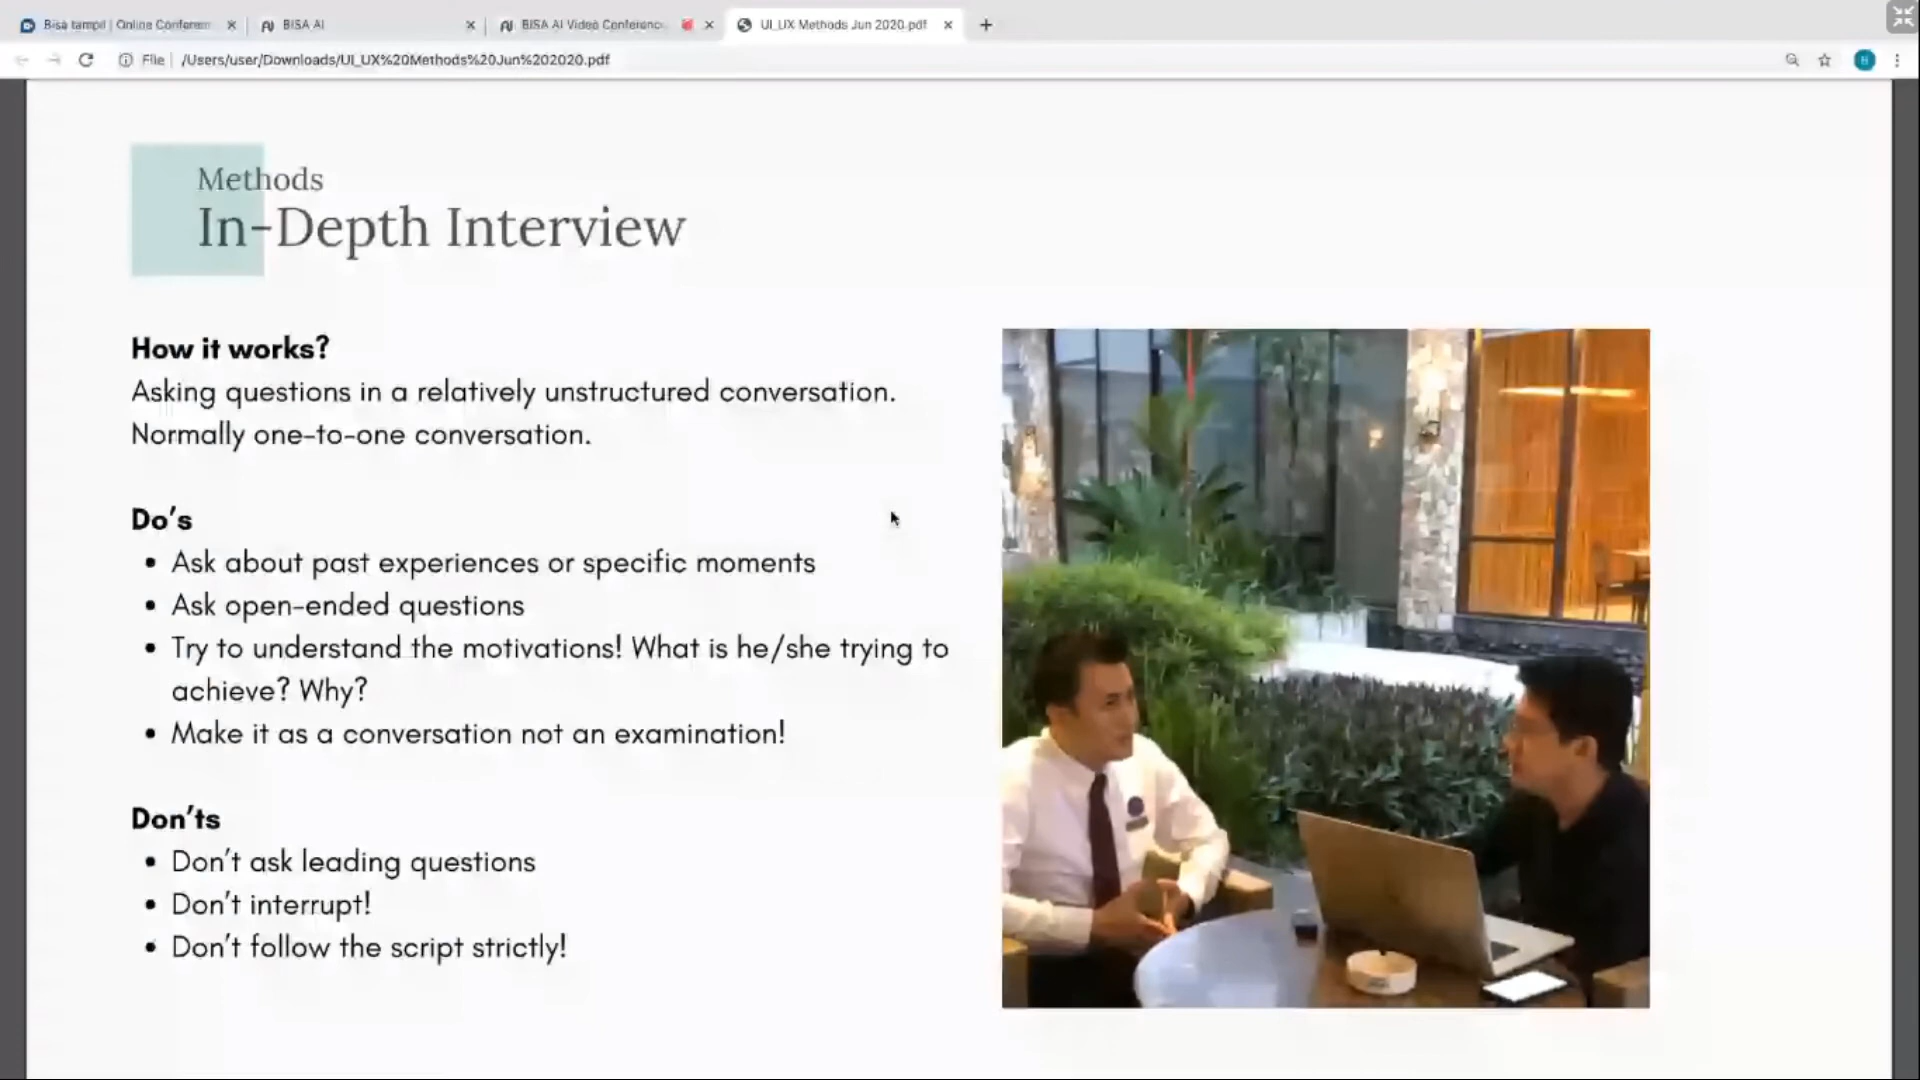 Bisa tampil | Online Conferen
BISA AI
BISA AI Video Conferenc
UI_UX Methods Jun 2020.pdf
File
/Users/user/Downloads/UI_UX%20Methods%20Jun%202020.pdf
Methods
In-Depth Interview
How it works?
Asking questions in a relatively unstructured conversation.
Normally one-to-one conversation.
Do's
• Ask about past experiences or specific moments
• Ask open-ended questions
• Try to understand the motivations! What is he/she trying to
achieve? Why?
• Make it as a conversation not an examination!
Don'ts
• Don't ask leading questions
• Don't interrupt!
• Don't follow the script strictly!